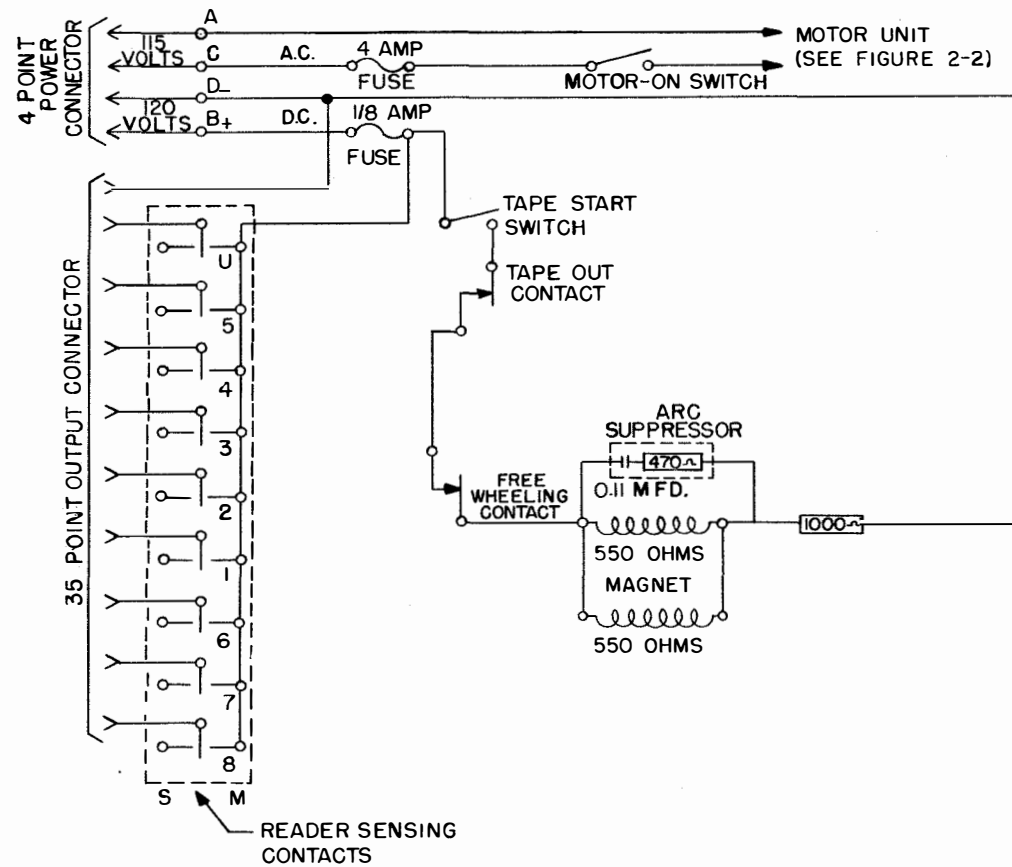 4 POINT
POWER
CONNECTOR
A
115
VOLTS
C
A.C.
4 AMP
FUSE
MOTOR-ON SWITCH
MOTOR UNIT
(SEE FIGURE 2-2)
D-
120
VOLTS
B+
D.C.
1/8 AMP
FUSE
TAPE START
SWITCH
TAPE OUT
CONTACT
35 POINT OUTPUT CONNECTOR
U
5
4
3
2
1
6
7
8
S
M
READER SENSING
CONTACTS
FREE
WHEELING
CONTACT
ARC
SUPPRESSOR
470Ω
0.11 MFD.
550 OHMS
MAGNET
550 OHMS
1000Ω